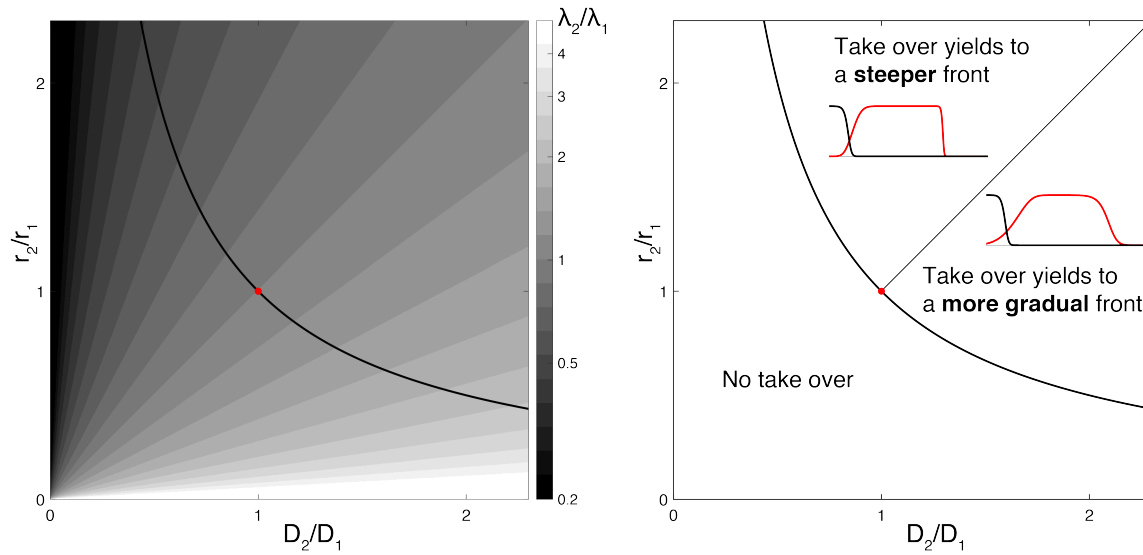 λ2/λ1
4
3
2
1
0.5
0.2
2
1
0
r2/r1
0
1
2
D2/D1
Take over yields to
a steeper front
Take over yields to
a more gradual front
No take over
2
1
0
r2/r1
0
1
2
D2/D1